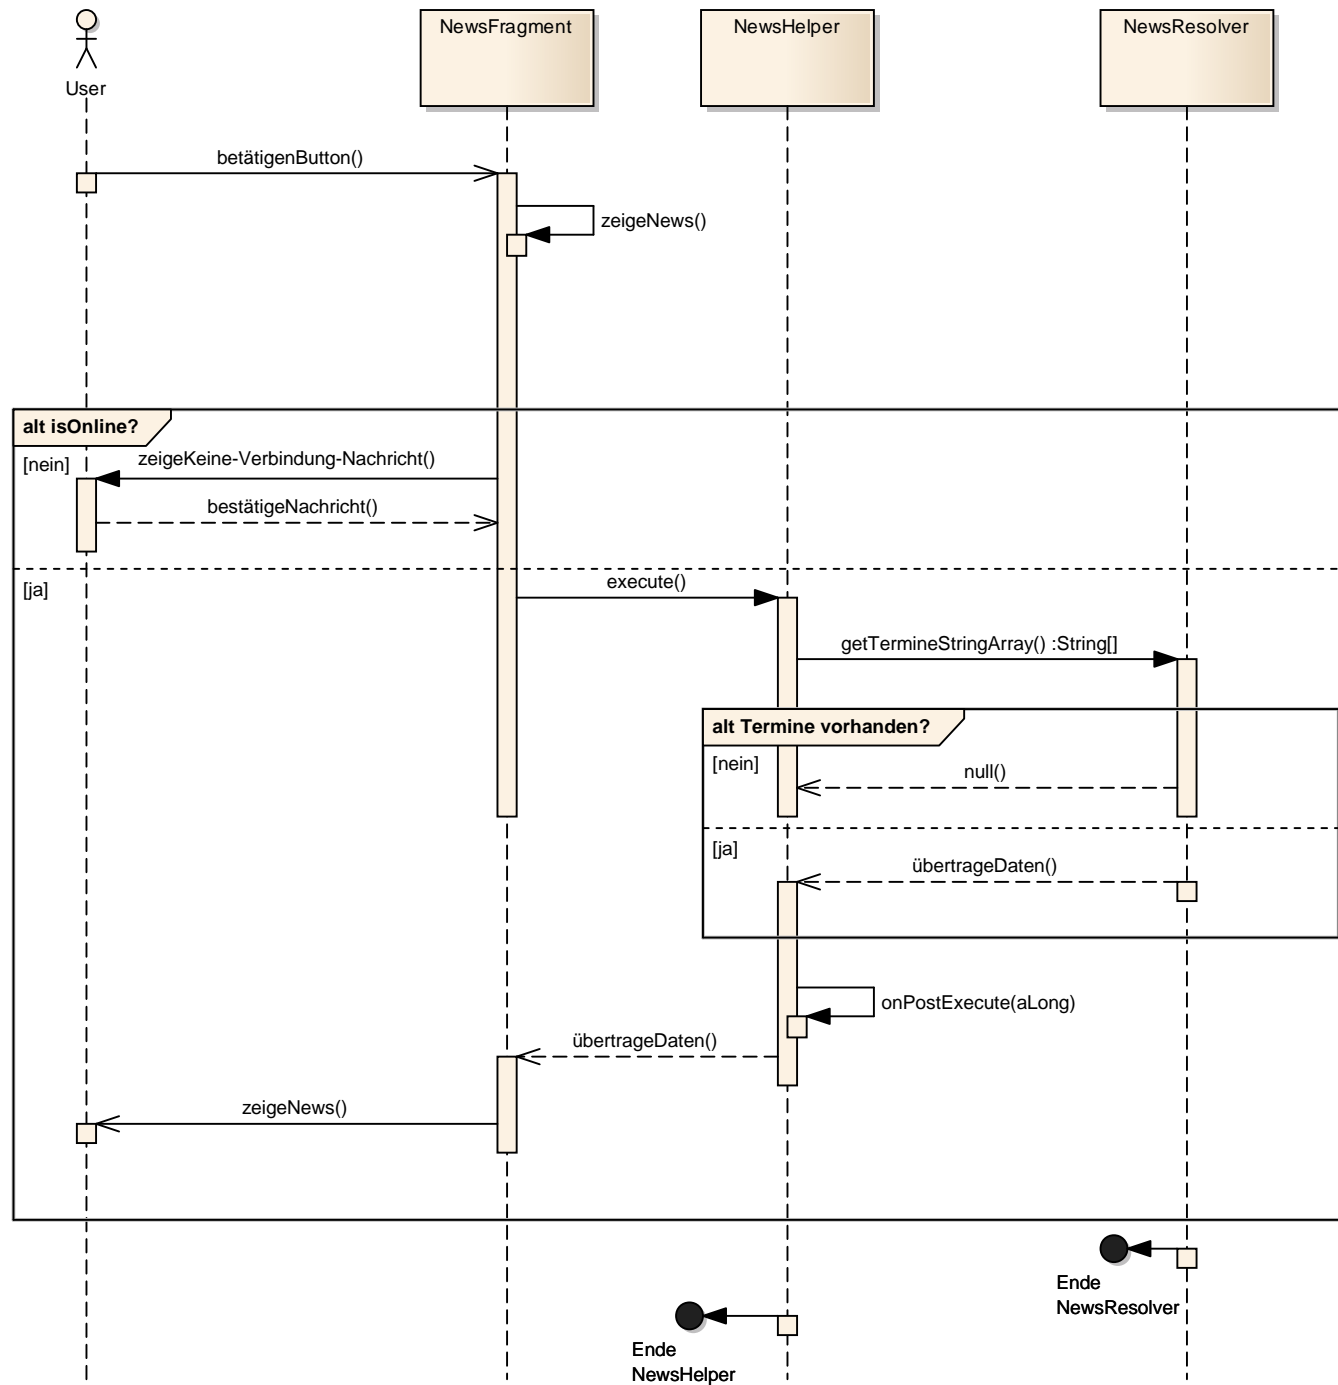 User
NewsFragment
NewsHelper
NewsResolver
betätigenButton()
zeigeNews()
alt isOnline?
[nein]
zeigeKeine-Verbindung-Nachricht()
bestätigeNachricht()
[ja]
execute()
getTermineStringArray() :String[]
alt Termine vorhanden?
[nein]
null()
[ja]
übertrageDaten()
onPostExecute(aLong)
übertrageDaten()
zeigeNews()
Ende
NewsResolver
Ende
NewsHelper